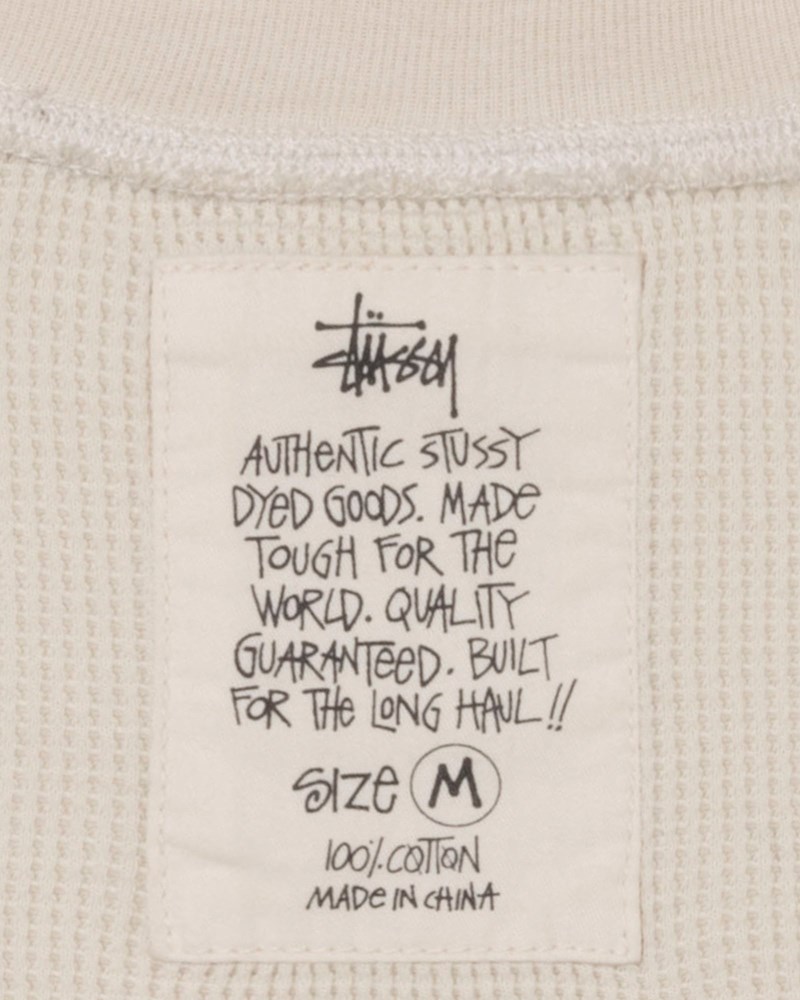 Stüssy
AUTHeNTIC STUSSY
DYeD GOODS. MADe
TOUGH FOR THe
WORLD. QUALITY
GUARANTeeD. BUILT
FOR THe LONG HAUL!!
SIZe M
100% COTTON
MADe IN CHINA